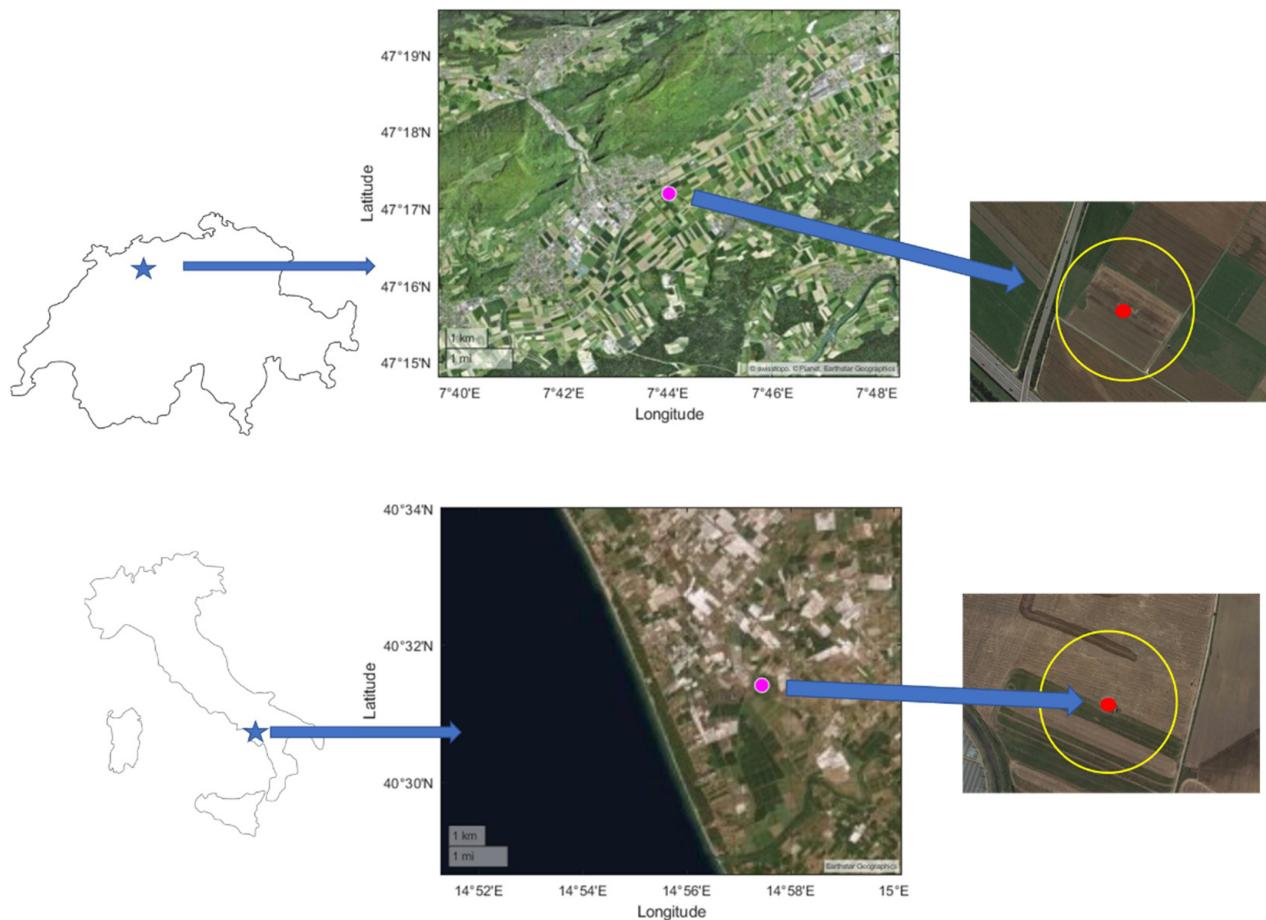 47°19'N
47°18'N
47°17'N
47°16'N
47°15'N
Latitude
1 km
1 mi
© swisstopo, © Planet, Earthstar Geographics
7°40'E
7°42'E
7°44'E
7°46'E
7°48'E
Longitude
40°34'N
40°32'N
40°30'N
Latitude
1 km
1 mi
Earthstar Geographics
14°52'E
14°54'E
14°56'E
14°58'E
15°E
Longitude